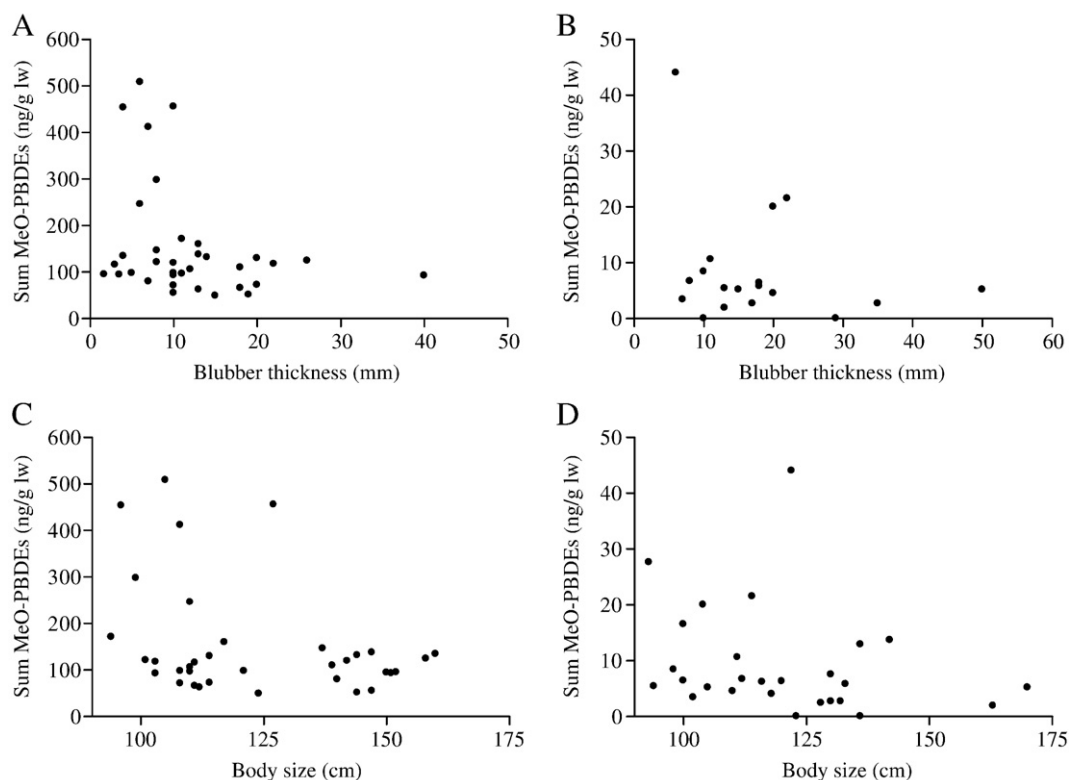 A
600
500
400
300
200
100
0
Sum MeO-PBDEs (ng/g lw)
0 10 20 30 40 50
Blubber thickness (mm)
B
50
40
30
20
10
0
Sum MeO-PBDEs (ng/g lw)
0 10 20 30 40 50 60
Blubber thickness (mm)
C
600
500
400
300
200
100
0
Sum MeO-PBDEs (ng/g lw)
100 125 150 175
Body size (cm)
D
50
40
30
20
10
0
Sum MeO-PBDEs (ng/g lw)
100 125 150 175
Body size (cm)